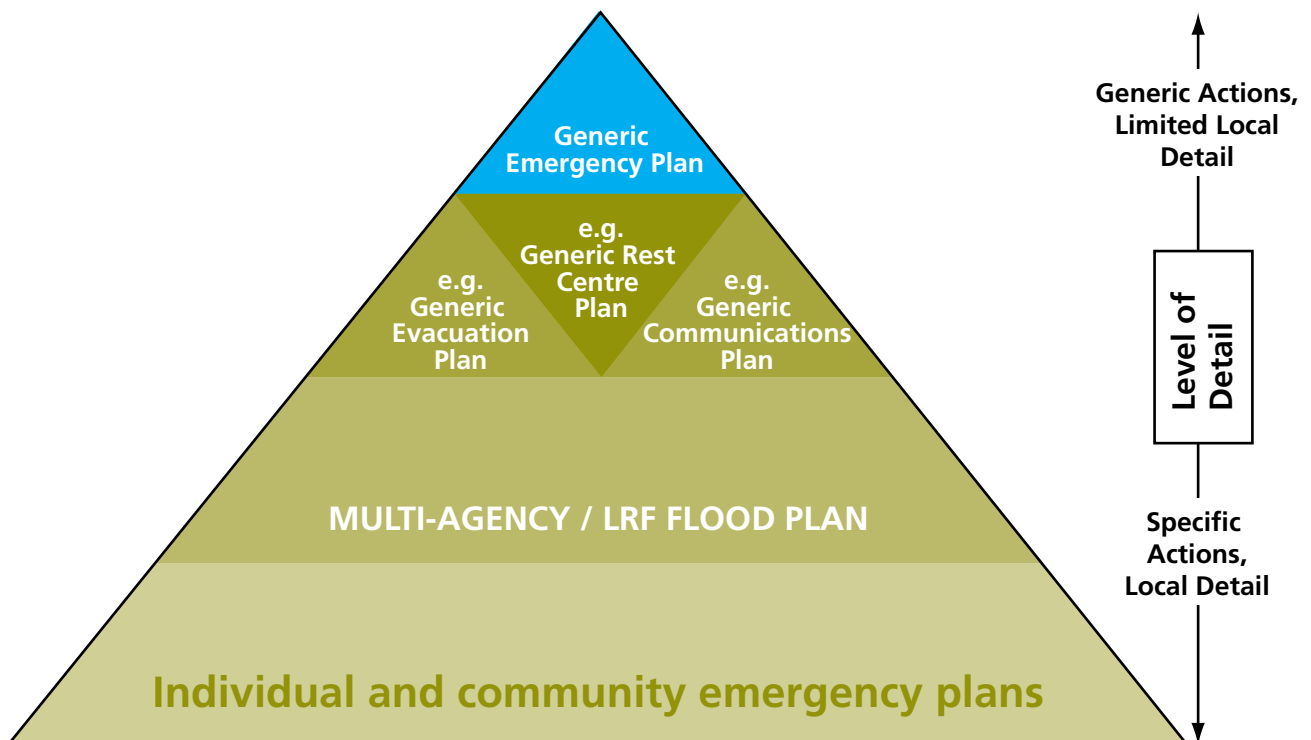 Generic
Emergency Plan
e.g.
Generic Rest
Centre
Plan
e.g.
Generic
Evacuation
Plan
e.g.
Generic
Communications
Plan
MULTI-AGENCY / LRF FLOOD PLAN
Individual and community emergency plans
Generic Actions,
Limited Local
Detail
Level of
Detail
Specific
Actions,
Local Detail